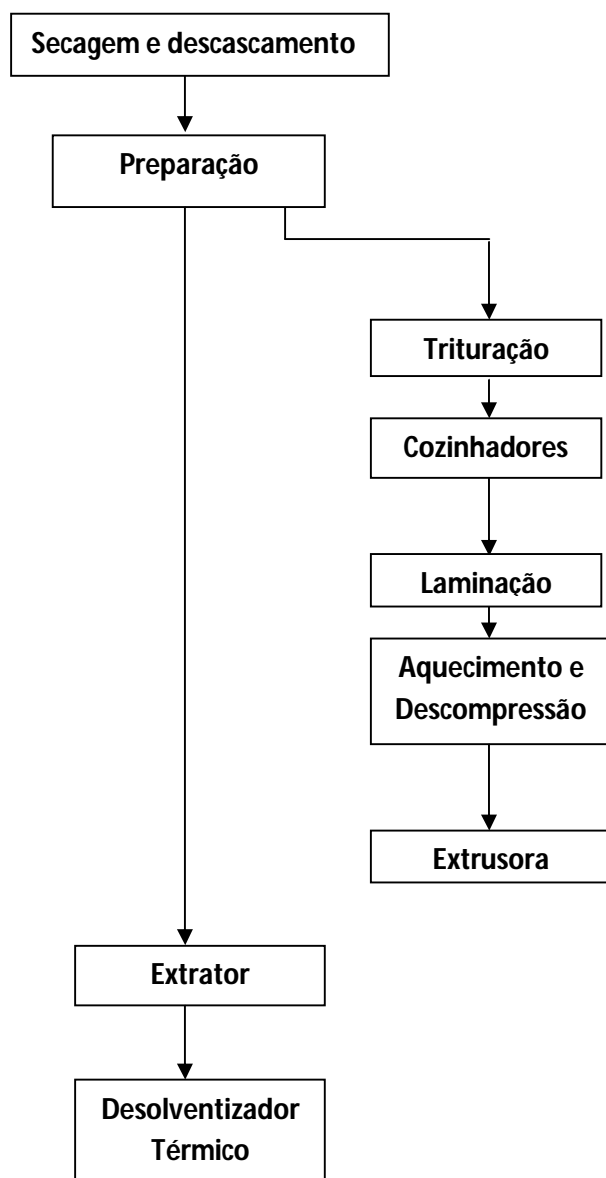 Secagem e descascamento
Preparação
Trituração
Cozinhadores
Laminação
Aquecimento e
Descompressão
Extrusora
Extrator
Desolventizador
Térmico